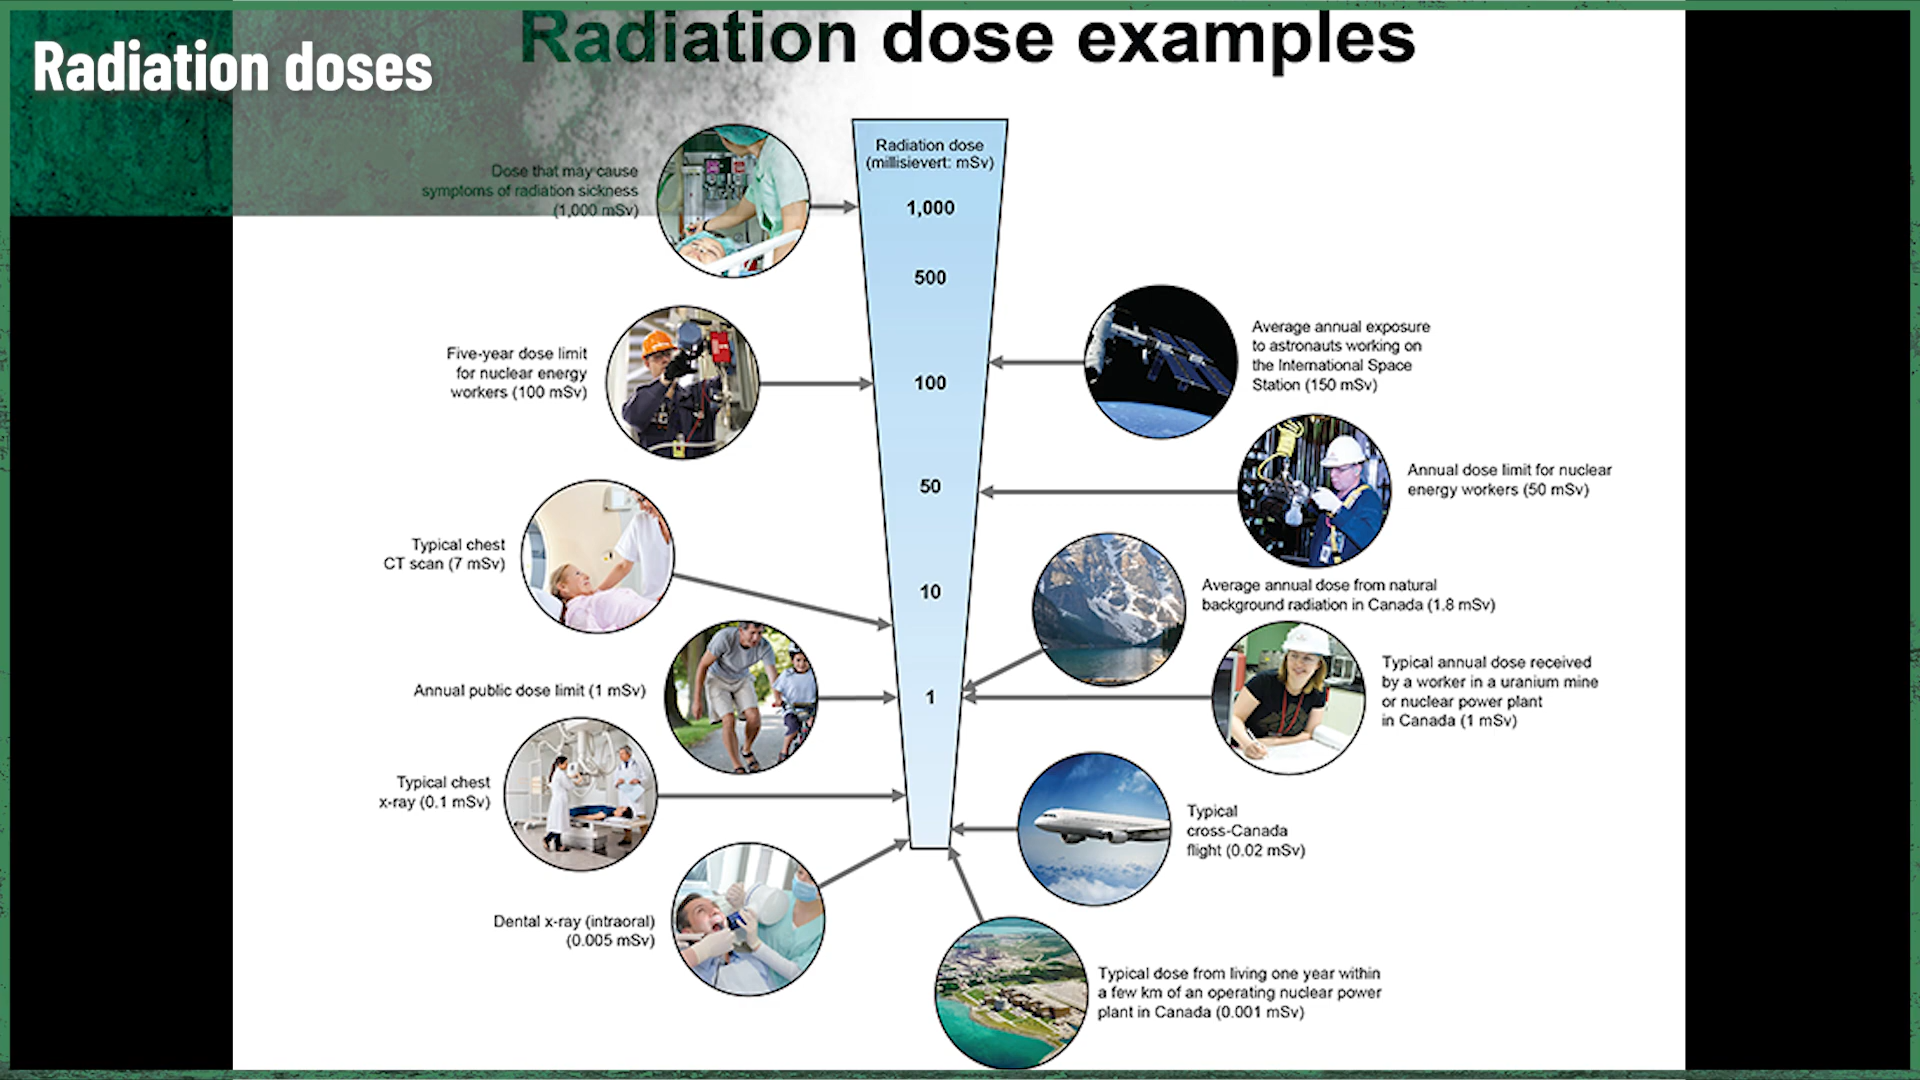 Radiation doses
Radiation dose examples
Radiation dose
(millisievert: mSv)
1,000
500
100
50
10
1
Dose that may cause
symptoms of radiation sickness
(1,000 mSv)
Five-year dose limit
for nuclear energy
workers (100 mSv)
Typical chest
CT scan (7 mSv)
Annual public dose limit (1 mSv)
Typical chest
x-ray (0.1 mSv)
Dental x-ray (intraoral)
(0.005 mSv)
Average annual exposure
to astronauts working on
the International Space
Station (150 mSv)
Annual dose limit for nuclear
energy workers (50 mSv)
Average annual dose from natural
background radiation in Canada (1.8 mSv)
Typical annual dose received
by a worker in a uranium mine
or nuclear power plant
in Canada (1 mSv)
Typical
cross-Canada
flight (0.02 mSv)
Typical dose from living one year within
a few km of an operating nuclear power
plant in Canada (0.001 mSv)